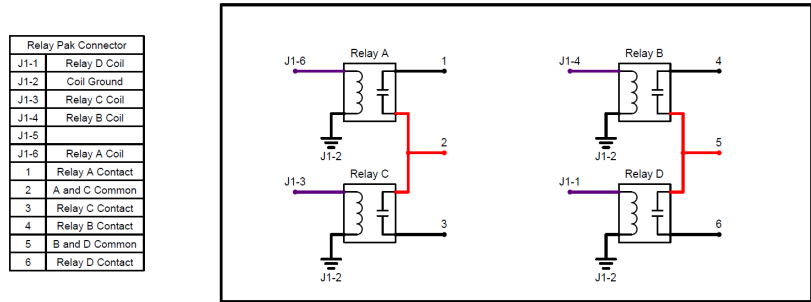 Relay Pak Connector
J1-1 Relay D Coil
J1-2 Coil Ground
J1-3 Relay C Coil
J1-4 Relay B Coil
J1-5
J1-6 Relay A Coil
1 Relay A Contact
2 A and C Common
3 Relay C Contact
4 Relay B Contact
5 B and D Common
6 Relay D Contact
Relay A
J1-6
1
J1-2
2
Relay C
J1-3
3
J1-2
Relay B
J1-4
4
J1-2
5
Relay D
J1-1
6
J1-2